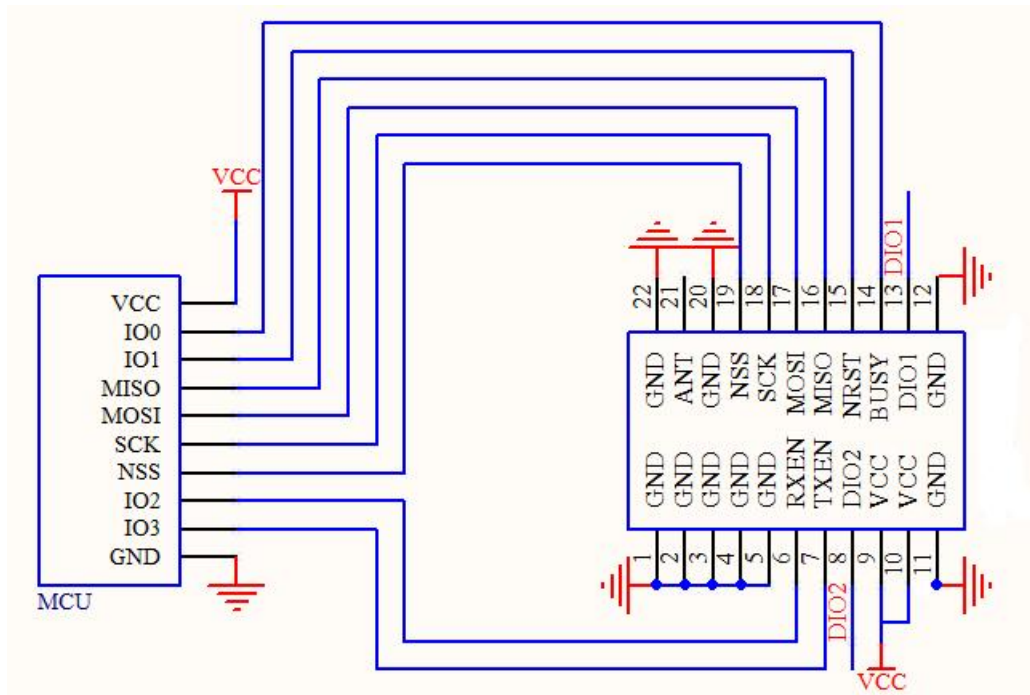 VCC
VCC
IO0
IO1
MISO
MOSI
SCK
NSS
IO2
IO3
GND
MCU
DIO1
22 21 20 19 18 17 16 15 14 13 12
GND ANT GND NSS SCK MOSI MISO NRST BUSY DIO1 GND
GND GND GND GND GND RXEN TXEN DIO2 VCC VCC GND
1 2 3 4 5 6 7 8 9 10 11
DIO2
VCC